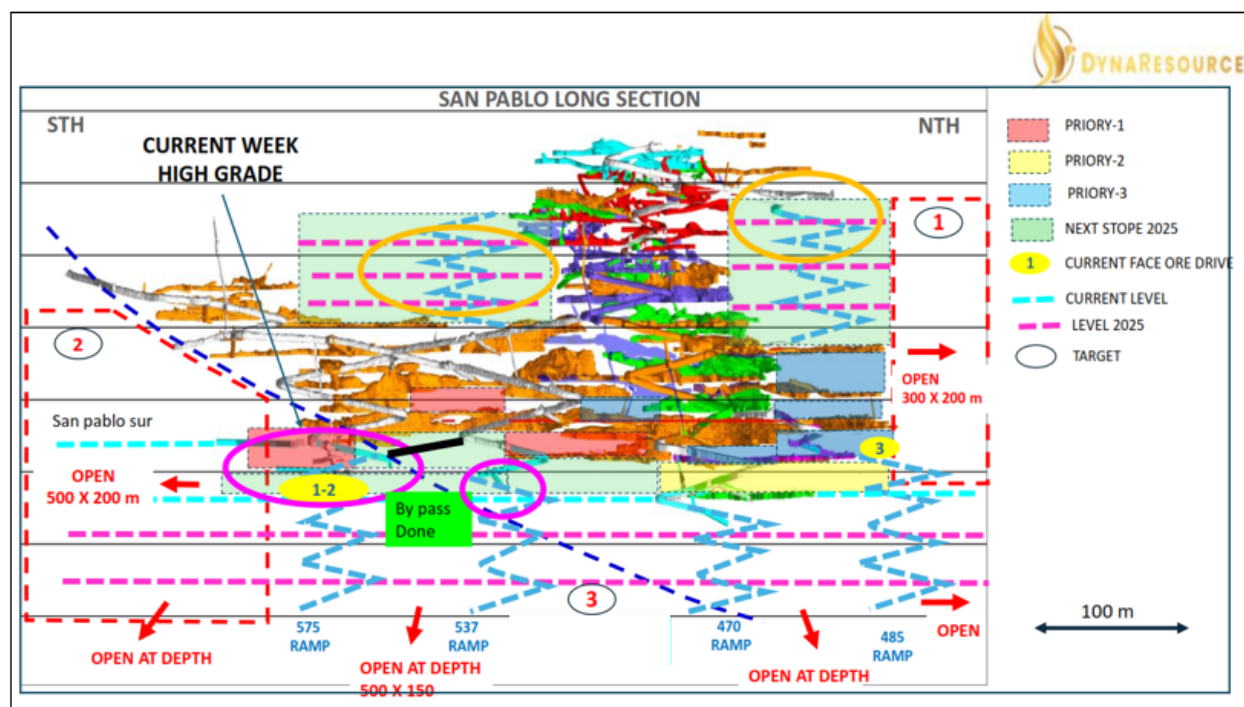 DYNARESOURCE
SAN PABLO LONG SECTION
STH
NTH
CURRENT WEEK
HIGH GRADE
1
2
OPEN
300 X 200 m
San pablo sur
OPEN
500 X 200 m
1-2
3
By pass
Done
3
575
RAMP
537
RAMP
470
RAMP
485
RAMP
OPEN
OPEN AT DEPTH
OPEN AT DEPTH
500 X 150
OPEN AT DEPTH
PRIORY-1
PRIORY-2
PRIORY-3
NEXT STOPE 2025
1
CURRENT FACE ORE DRIVE
CURRENT LEVEL
LEVEL 2025
TARGET
100 m